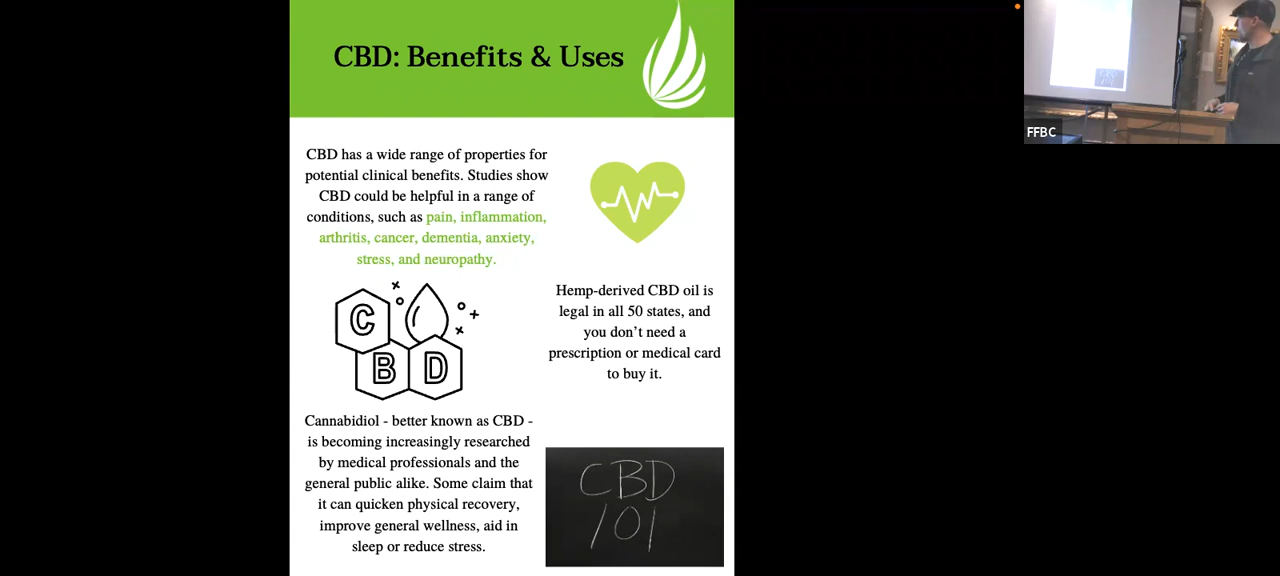 CBD: Benefits & Uses
CBD has a wide range of properties for
potential clinical benefits. Studies show
CBD could be helpful in a range of
conditions, such as pain, inflammation,
arthritis, cancer, dementia, anxiety,
stress, and neuropathy.
C
B D
Hemp-derived CBD oil is
legal in all 50 states, and
you don’t need a
prescription or medical card
to buy it.
Cannabidiol - better known as CBD -
is becoming increasingly researched
by medical professionals and the
general public alike. Some claim that
it can quicken physical recovery,
improve general wellness, aid in
sleep or reduce stress.
CBD
101
FFBC